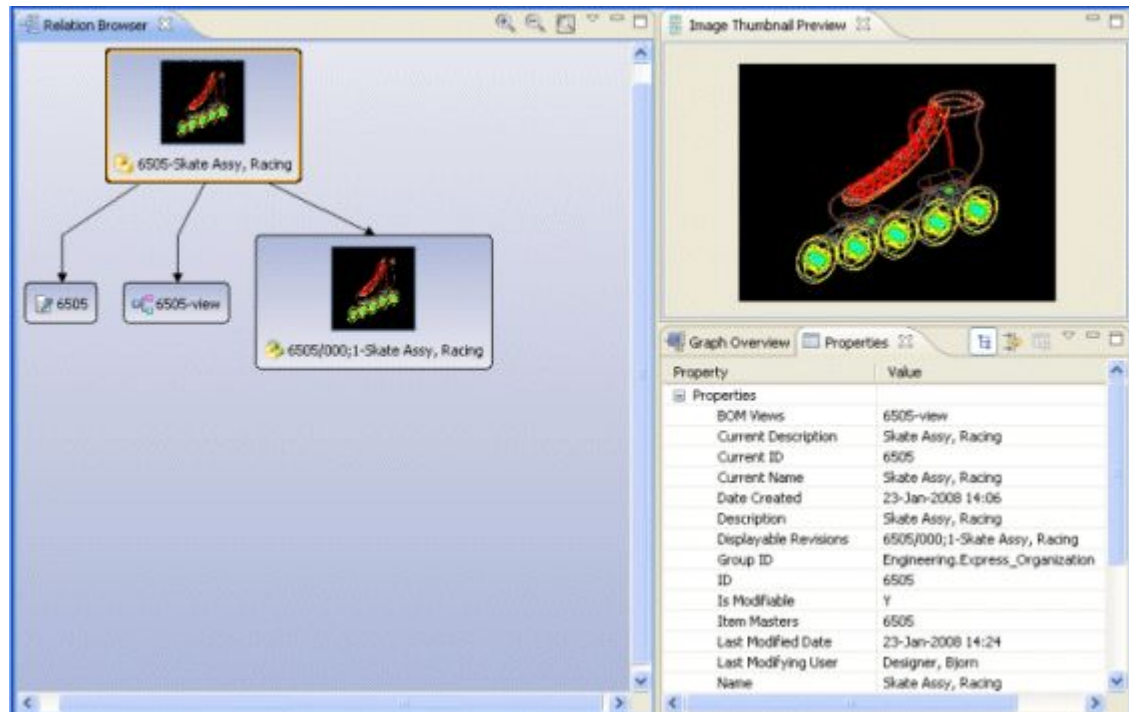 Relation Browser
6505-Skate Assy, Racing
6505
6505-view
6505/000;1-Skate Assy, Racing
Image Thumbnail Preview
Graph Overview
Properties
Property Value
Properties
BOM Views 6505-view
Current Description Skate Assy, Racing
Current ID 6505
Current Name Skate Assy, Racing
Date Created 23-Jan-2008 14:06
Description Skate Assy, Racing
Displayable Revisions 6505/000;1-Skate Assy, Racing
Group ID Engineering.Express_Organization
ID 6505
Is Modifiable Y
Item Masters 6505
Last Modified Date 23-Jan-2008 14:24
Last Modifying User Designer, Bjorn
Name Skate Assy, Racing